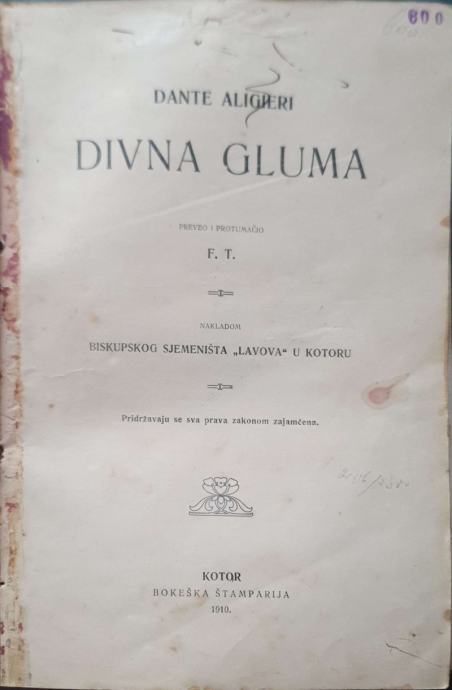 600
DANTE ALIGIERI
DIVNA GLUMA
PREVEO I PROTUMAČIO
F. T.
NAKLADOM
BISKUPSKOG SJEMENIŠTA „LAVOVA“ U KOTORU
Pridržavaju se sva prava zakonom zajamčena.
KOTOR
BOKEŠKA ŠTAMPARIJA
1910.